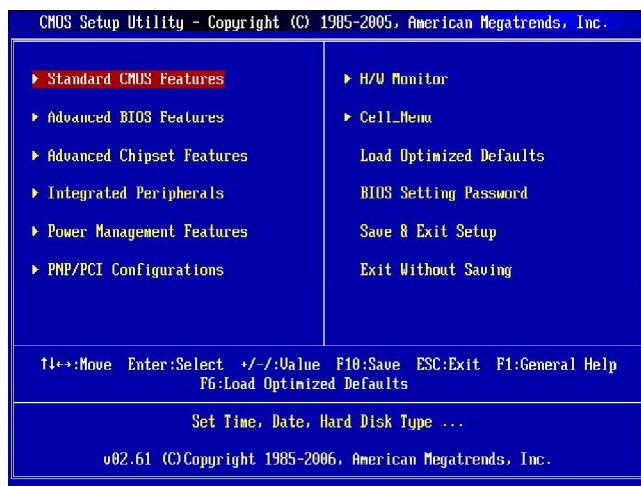 CMOS Setup Utility - Copyright (C) 1985-2005, American Megatrends, Inc.
▶ Standard CMOS Features
▶ Advanced BIOS Features
▶ Advanced Chipset Features
▶ Integrated Peripherals
▶ Power Management Features
▶ PNP/PCI Configurations
▶ H/W Monitor
▶ Cell_Menu
Load Optimized Defaults
BIOS Setting Password
Save & Exit Setup
Exit Without Saving
↑↓←→:Move Enter:Select +/-/:Value F10:Save ESC:Exit F1:General Help
F6:Load Optimized Defaults
Set Time, Date, Hard Disk Type ...
v02.61 (C)Copyright 1985-2006, American Megatrends, Inc.